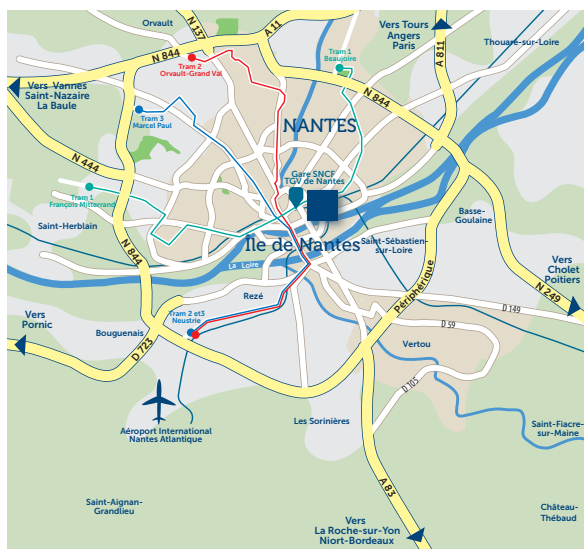 Orvault
N 137
A 11
Vers Tours
Angers
Paris
A 811
Thouaré-sur-Loire
N 844
Tram 2
Orvault-Grand Val
Tram 1
Beaujoire
Vers Vannes
Saint-Nazaire
La Baule
N 844
Tram 3
Marcel Paul
NANTES
N 444
Gare SNCF
TGV de Nantes
Tram 1
François Mitterrand
Saint-Herblain
Basse-
Goulaine
N 844
Île de Nantes
Saint-Sébastien-
sur-Loire
La Loire
Vers
Cholet
Poitiers
Rezé
Périphérique
N 249
D 149
Vers
Pornic
Tram 2 et3
Neustrie
Bouguenais
D 59
D 723
Vertou
D 105
Aéroport International
Nantes Atlantique
Les Sorinières
Saint-Fiacre-
sur-Maine
A 83
Saint-Aignan-
Grandlieu
Château-
Thébaud
Vers
La Roche-sur-Yon
Niort-Bordeaux